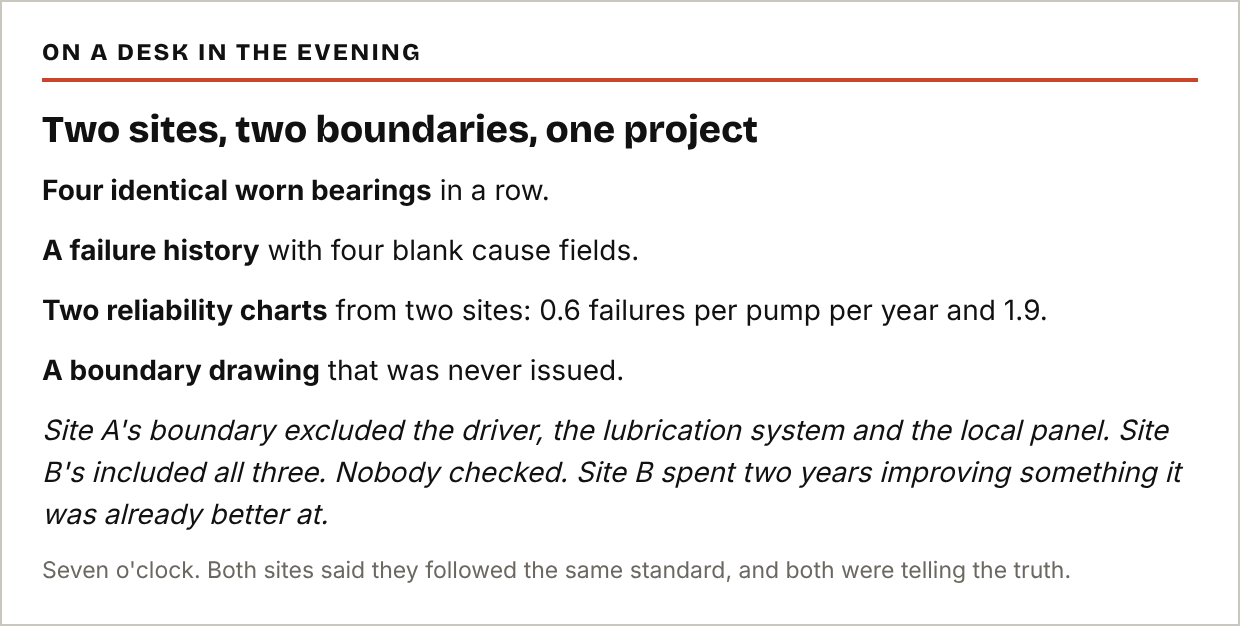 ON A DESK IN THE EVENING
Two sites, two boundaries, one project
Four identical worn bearings in a row.
A failure history with four blank cause fields.
Two reliability charts from two sites: 0.6 failures per pump per year and 1.9.
A boundary drawing that was never issued.
Site A's boundary excluded the driver, the lubrication system and the local panel. Site
B's included all three. Nobody checked. Site B spent two years improving something it
was already better at.
Seven o'clock. Both sites said they followed the same standard, and both were telling the truth.